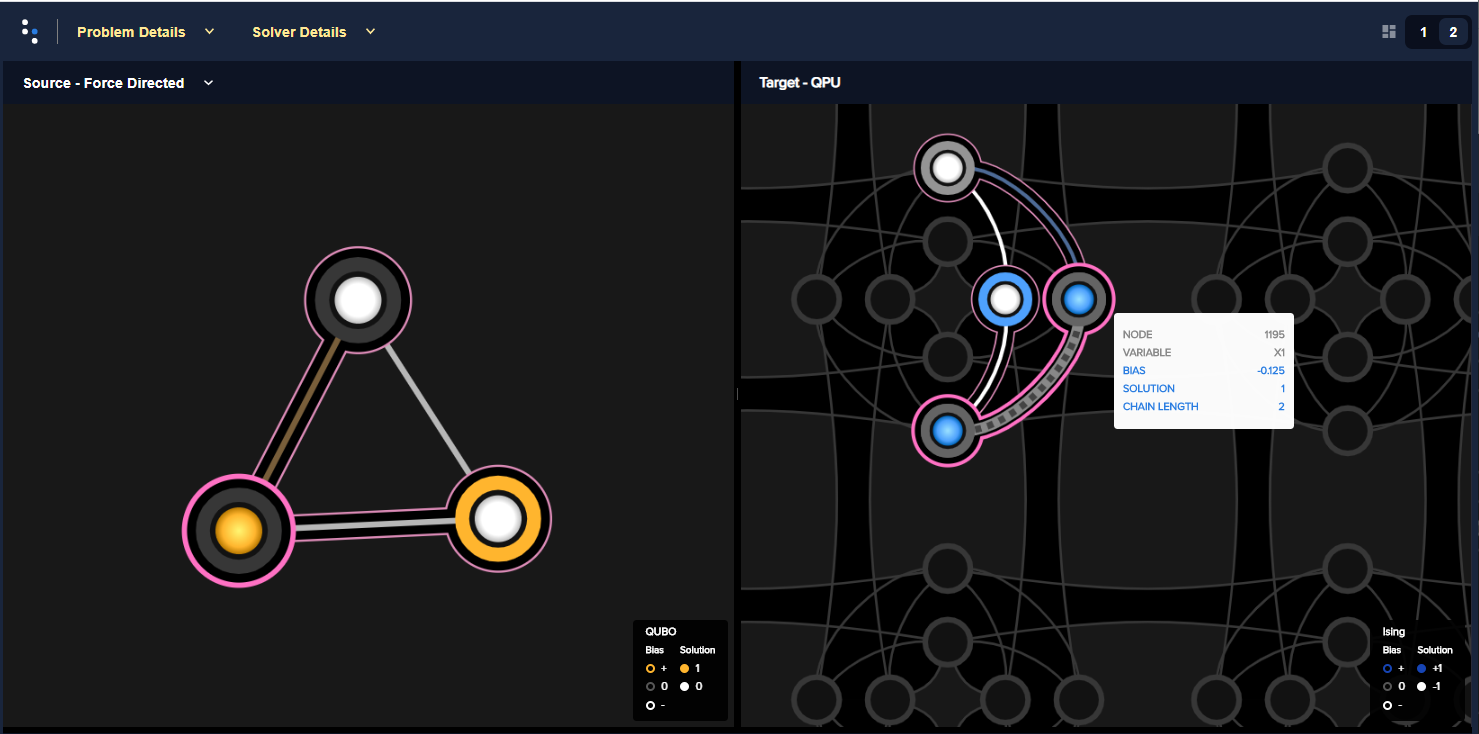 Problem Details Solver Details 1 2
Source - Force Directed
Target - QPU
NODE 1195
VARIABLE X1
BIAS -0.125
SOLUTION 1
CHAIN LENGTH 2
QUBO
Bias Solution
+ 1
0 0
-
Ising
Bias Solution
+ +1
0 -1
-